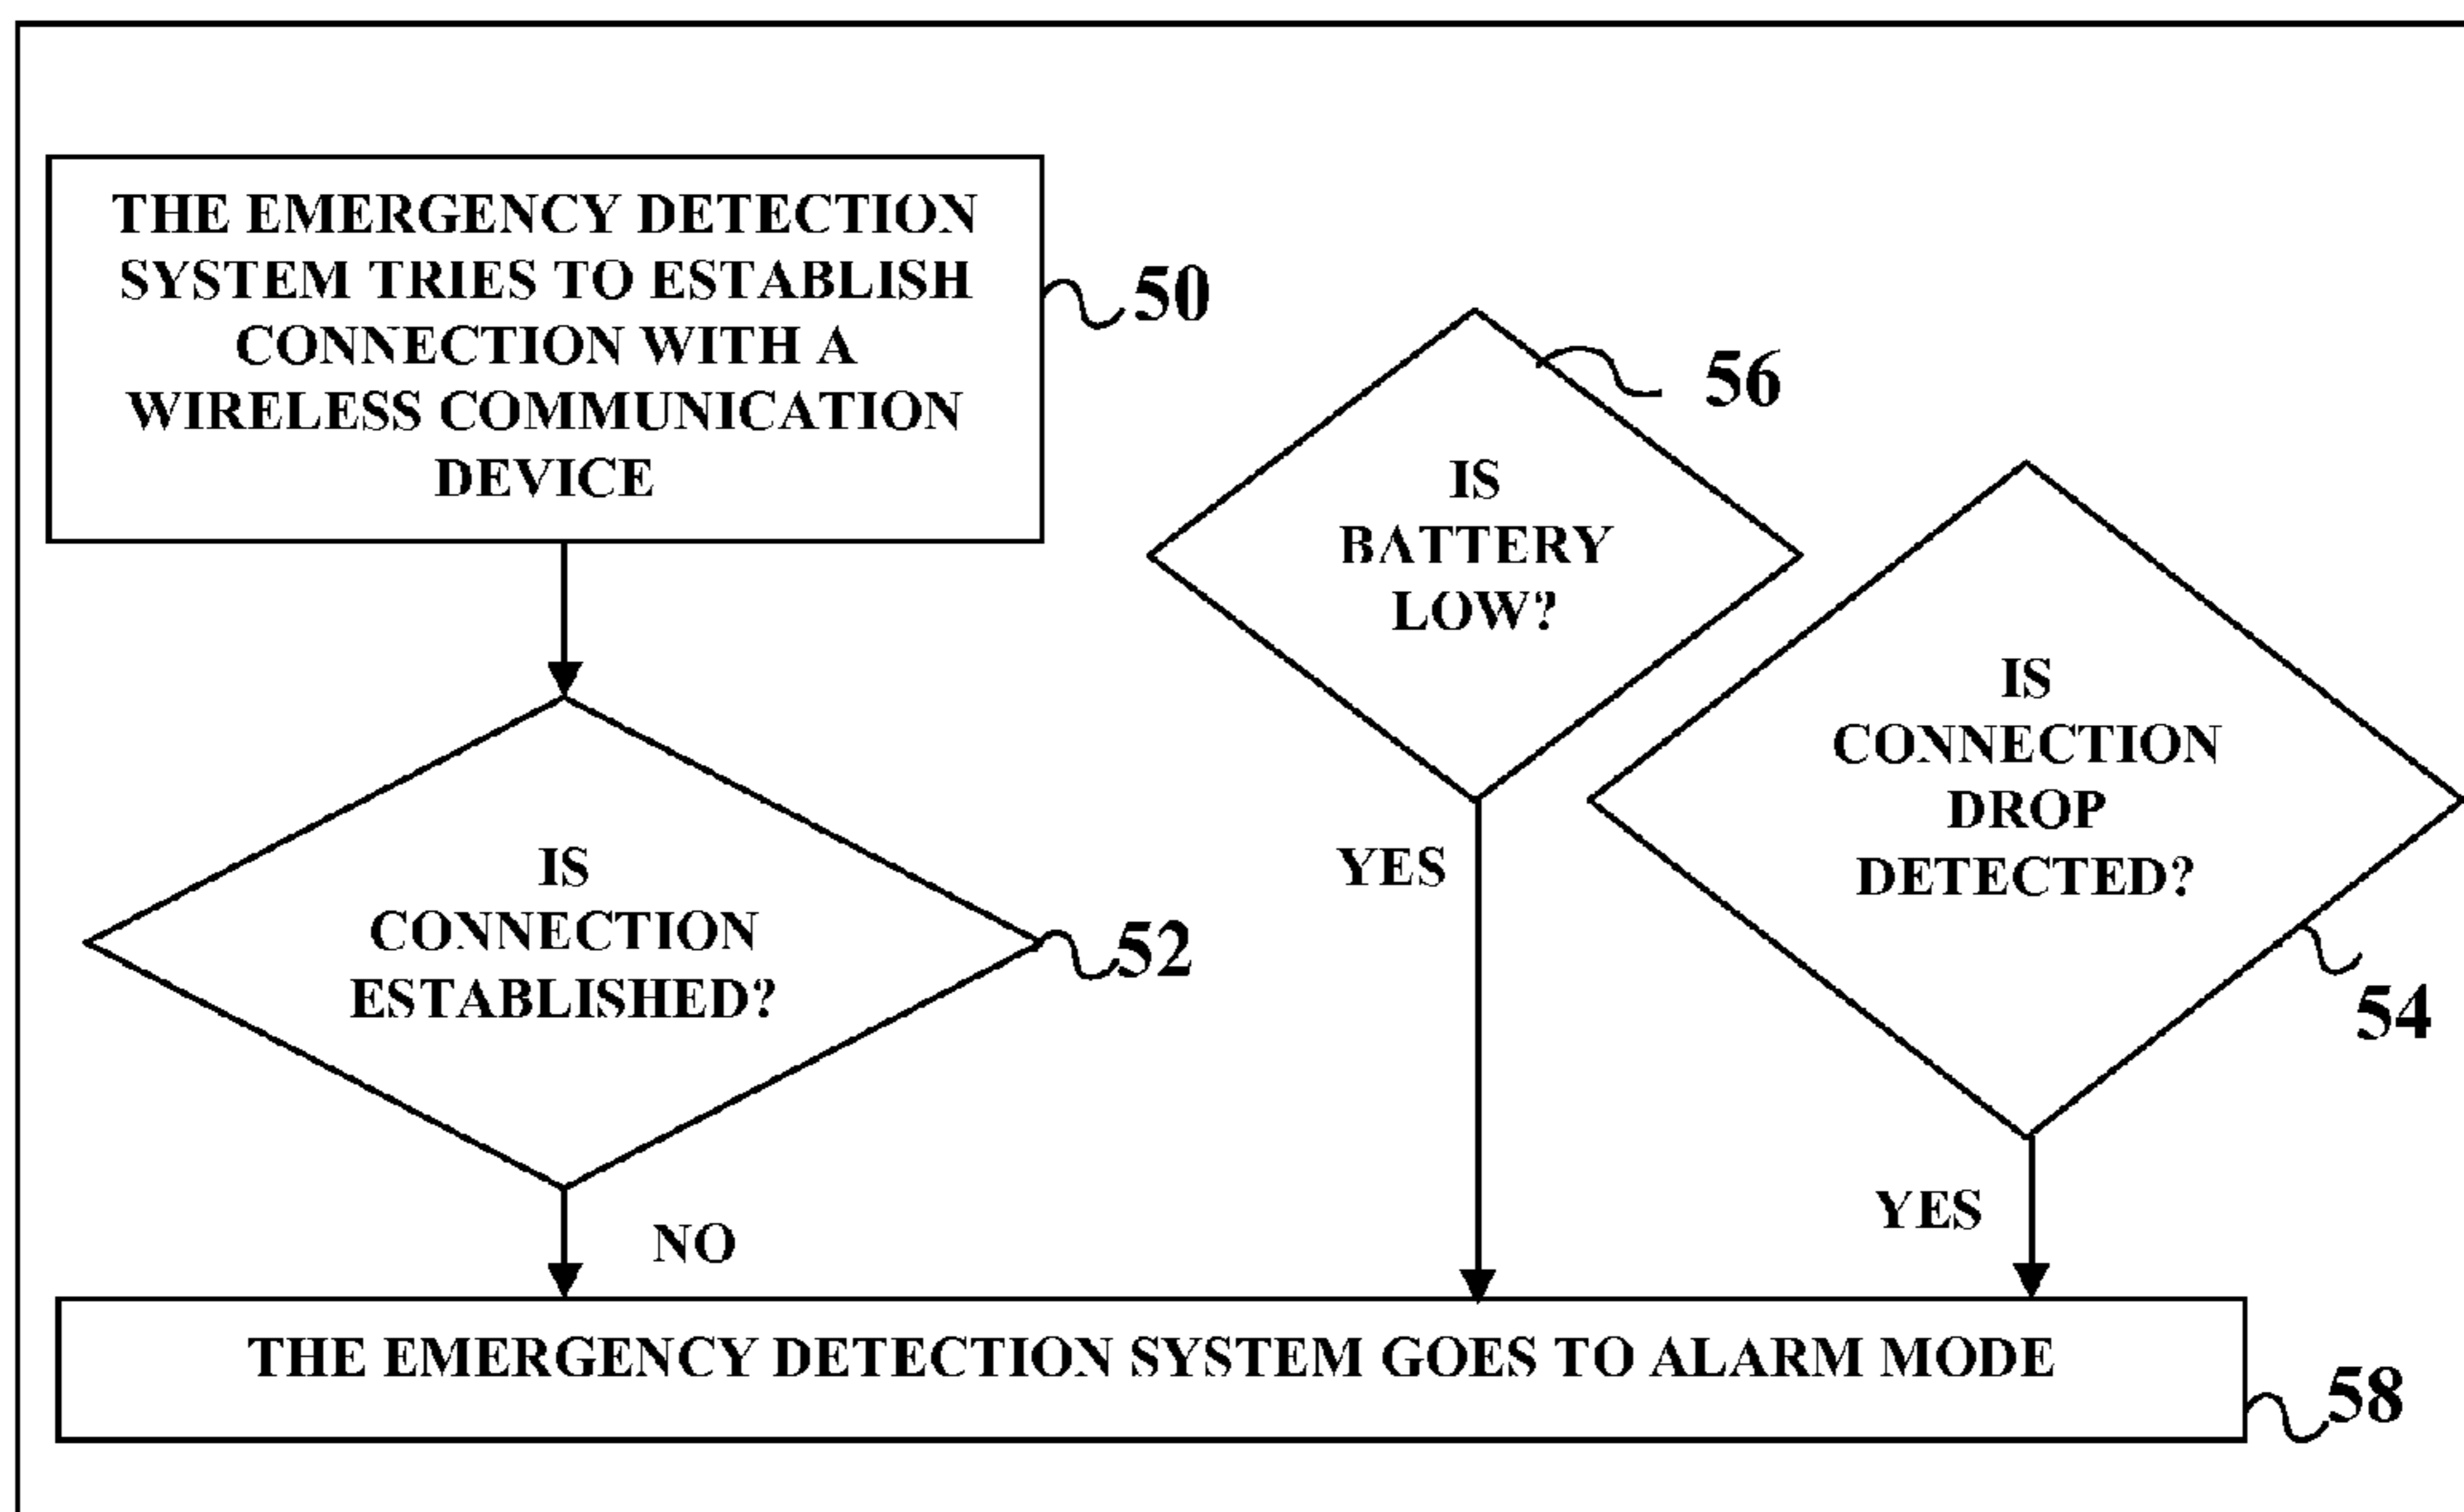 THE EMERGENCY DETECTION
SYSTEM TRIES TO ESTABLISH
CONNECTION WITH A
WIRELESS COMMUNICATION
DEVICE
50
IS
CONNECTION
ESTABLISHED?
52
NO
56
IS
BATTERY
LOW?
YES
IS
CONNECTION
DROP
DETECTED?
54
YES
THE EMERGENCY DETECTION SYSTEM GOES TO ALARM MODE
58